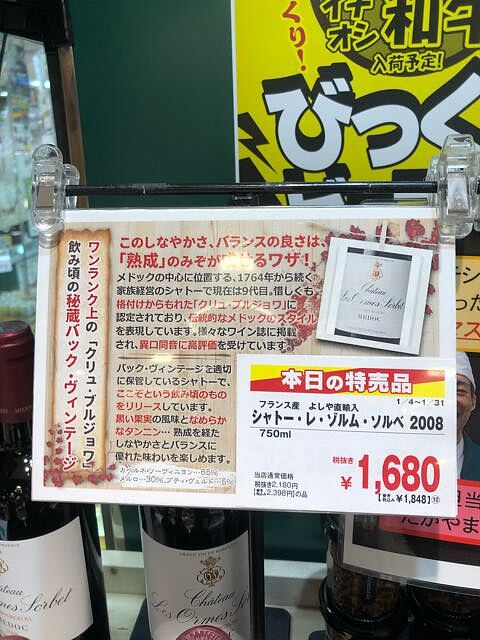 くり!
イチ
オシ
和牛
入荷予定!
びっく
ワンランク上の「クリュ・ブルジョワ」
飲み頃の秘蔵バック・ヴィンテージ
このしなやかさ、バランスの良さは、
「熟成」のみぞが
るワザ!
メドックの中心に位置する、1764年から続く
家族経営のシャトーで現在は9代目。惜しくも
格付けからもれた「クリュ・ブルジョワ」に
認定されており、伝統的なメドックのスタイル
を表現しています。様々なワイン誌に掲載
され、異口同音に高評価を受けています。
バック・ヴィンテージを適切
に保管しているシャトーで、
ここぞという飲み頃のもの
をリリースしています。
黒い果実の風味となめらか
なタンニン…熟成を経た
しなやかさとバランスに
優れた味わいを楽しめます。
カベルネ・ソーヴィニヨン…65%
メルロ…30%、プティ・ヴェルド…5%
Château
Les Ormes Sorbet
MEDOC
本日の特売品
1/4~1/31
フランス産 よしや直輸入
シャトー・レ・ゾルム・ソルベ 2008
750ml
当店通常価格
税抜き2,180円
2,398円の品
税抜き
¥1,680
税込み ¥1,848
たかやま
Château
Ormes Sorbet
MEDOC
Château
Les Ormes